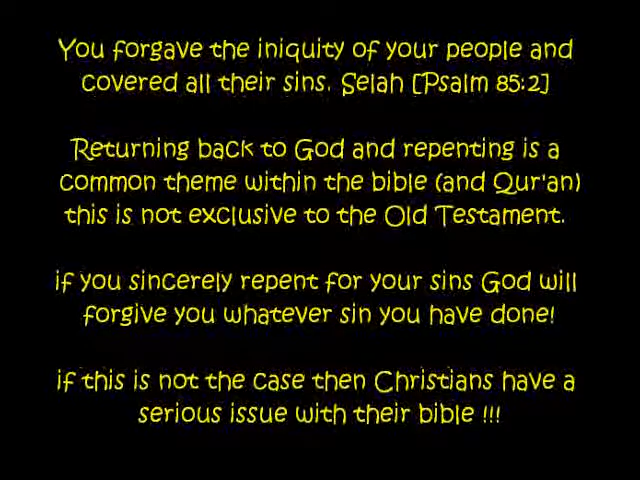 You forgave the iniquity of your people and
covered all their sins. Selah [Psalm 85:2]
Returning back to God and repenting is a
common theme within the bible (and Qur'an)
this is not exclusive to the Old Testament.
if you sincerely repent for your sins God will
forgive you whatever sin you have done!
if this is not the case then Christians have a
serious issue with their bible !!!